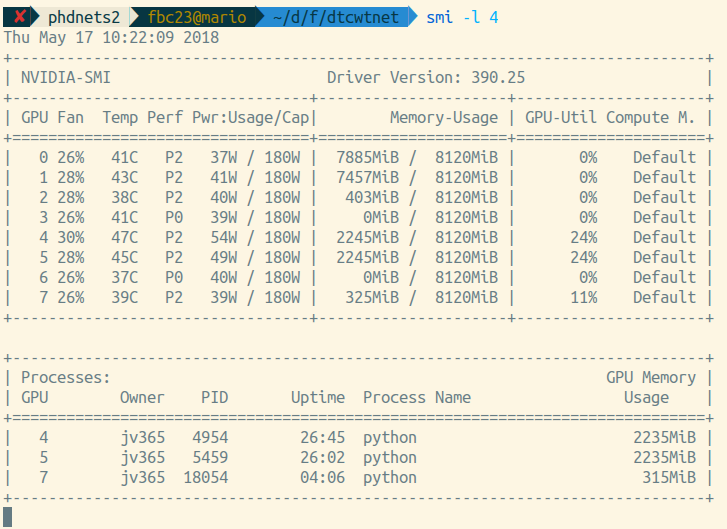 ✘ phdnets2 fbc23@mario ~/d/f/dtcwtnet smi -l 4
Thu May 17 10:22:09 2018
+-----------------------------------------------------------------------------+
| NVIDIA-SMI                        Driver Version: 390.25                    |
+---------------------------------+---------------------+---------------------+
| GPU Fan  Temp Perf Pwr:Usage/Cap|        Memory-Usage | GPU-Util Compute M. |
+=================================+=====================+=====================+
|   0 26%   41C   P2   37W / 180W |  7885MiB /  8120MiB |       0%    Default |
|   1 28%   43C   P2   41W / 180W |  7457MiB /  8120MiB |       0%    Default |
|   2 28%   38C   P2   40W / 180W |   403MiB /  8120MiB |       0%    Default |
|   3 26%   41C   P0   39W / 180W |     0MiB /  8120MiB |       0%    Default |
|   4 30%   47C   P2   54W / 180W |  2245MiB /  8120MiB |      24%    Default |
|   5 28%   45C   P2   49W / 180W |  2245MiB /  8120MiB |      24%    Default |
|   6 26%   37C   P0   40W / 180W |     0MiB /  8120MiB |       0%    Default |
|   7 26%   39C   P2   39W / 180W |   325MiB /  8120MiB |      11%    Default |
+---------------------------------+---------------------+---------------------+
+-----------------------------------------------------------------------------+
| Processes:                                                       GPU Memory |
| GPU        Owner    PID       Uptime  Process Name                 Usage    |
+=============================================================================+
|   4        jv365   4954        26:45  python                        2235MiB |
|   5        jv365   5459        26:02  python                        2235MiB |
|   7        jv365  18054        04:06  python                         315MiB |
+-----------------------------------------------------------------------------+